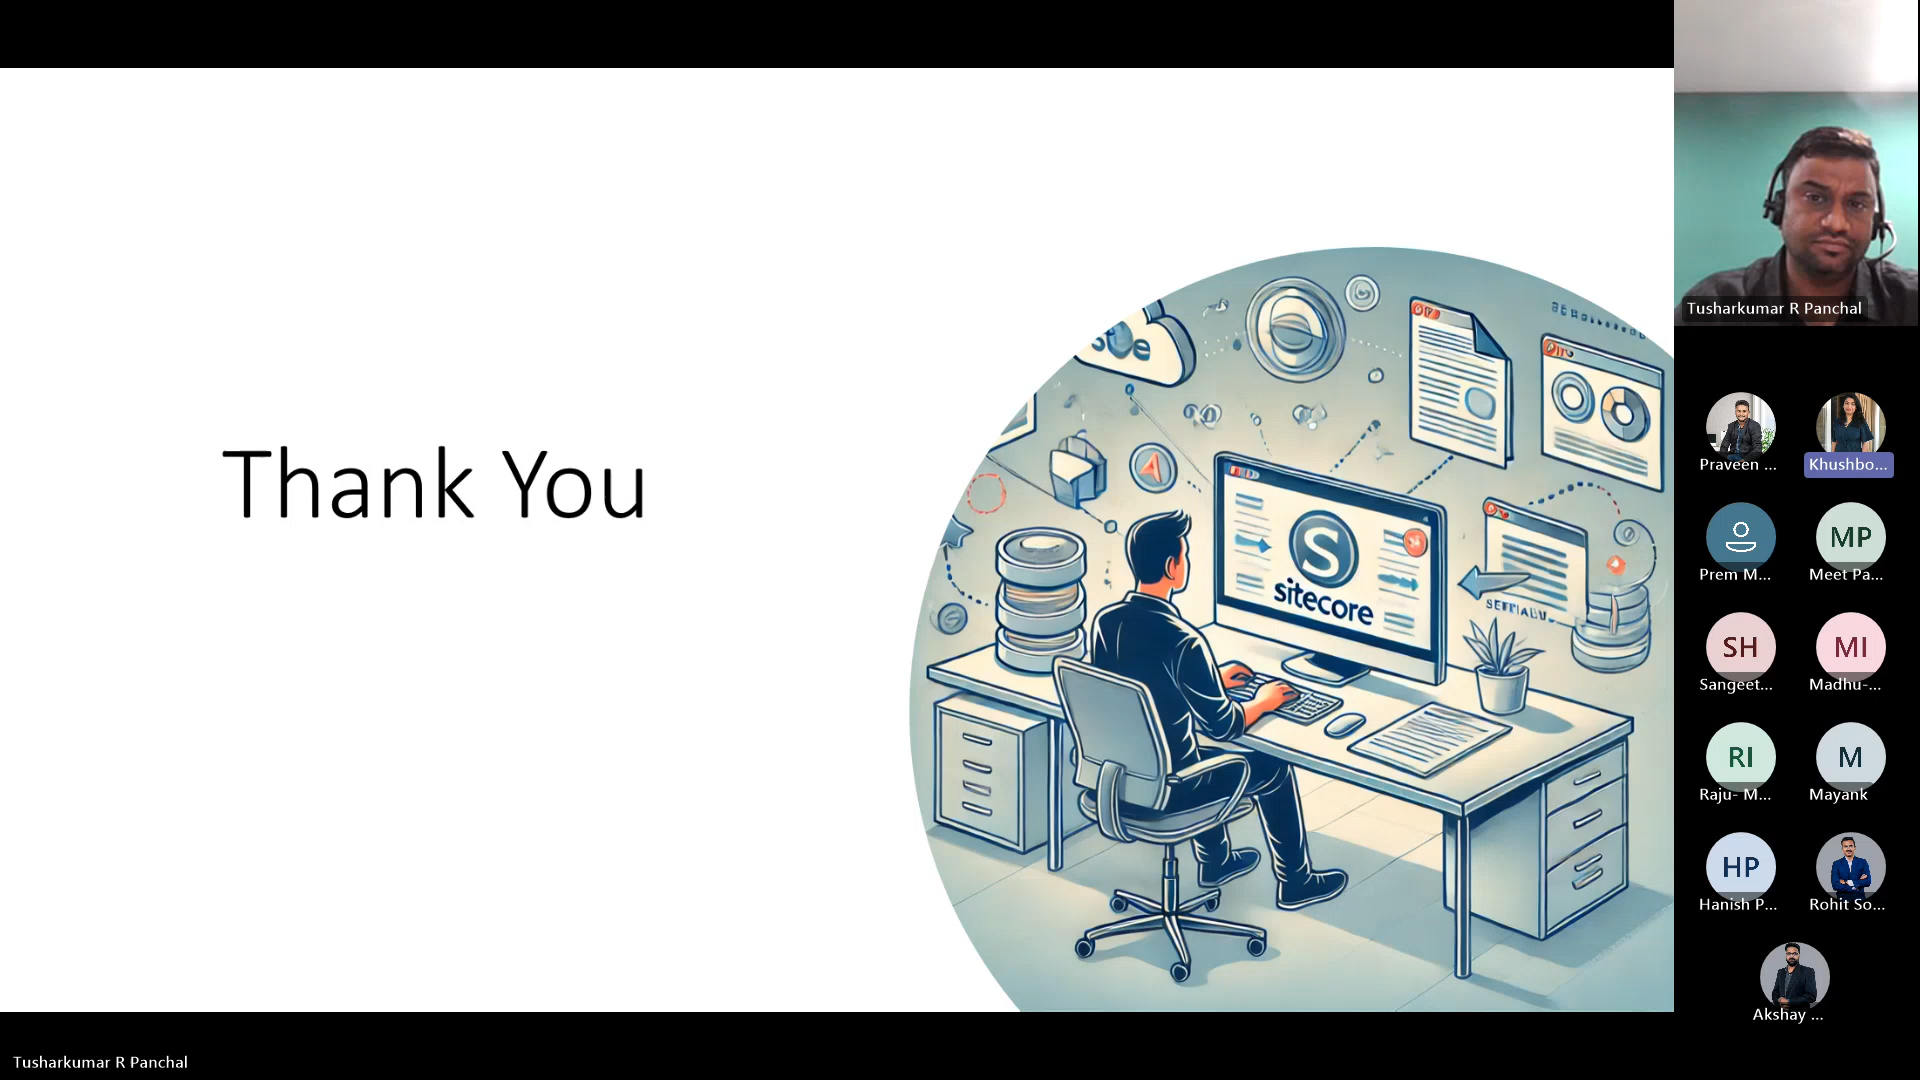 Thank You
S
sitecore
Tusharkumar R Panchal
Praveen ...
Khushbo...
Prem M...
MP
Meet Pa...
SH
Sangeet...
MI
Madhu-...
RI
Raju- M...
M
Mayank
HP
Hanish P...
Rohit So...
Akshay ...
Tusharkumar R Panchal